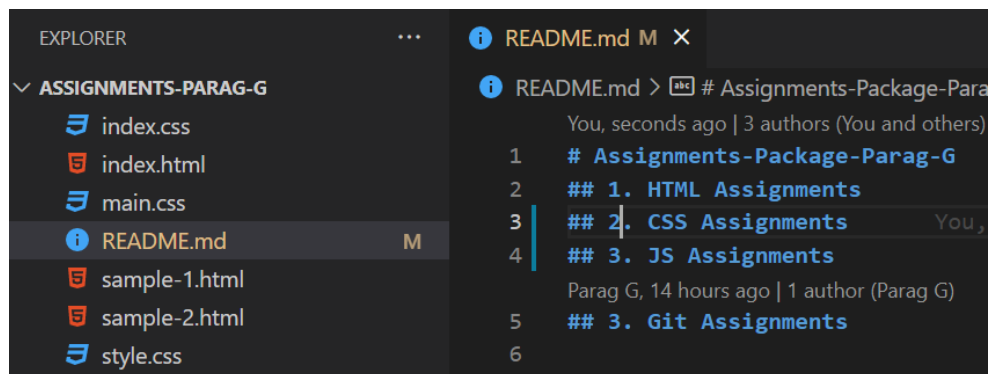 EXPLORER ...
ASSIGNMENTS-PARAG-G
index.css
index.html
main.css
README.md M
sample-1.html
sample-2.html
style.css
README.md M
README.md > # Assignments-Package-Para
You, seconds ago | 3 authors (You and others)
1 # Assignments-Package-Parag-G
2 ## 1. HTML Assignments
3 ## 2. CSS Assignments You,
4 ## 3. JS Assignments
Parag G, 14 hours ago | 1 author (Parag G)
5 ## 3. Git Assignments
6